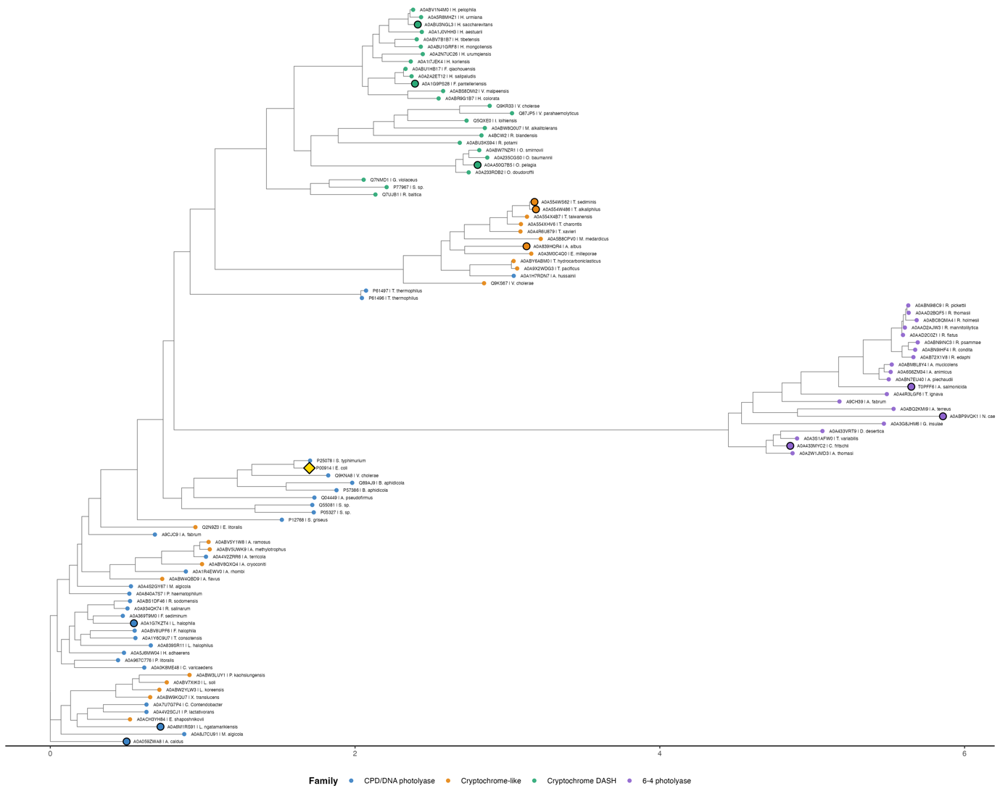 A0ABV1N4M0 | H. pelophila
A0A5R8MHZ1 | H. urmiana
A0ABU3NGL3 | H. saccharevitans
A0A1J0VHH3 | H. aestuarii
A0ABV7B1B7 | H. tibetensis
A0ABU1GRF8 | H. mongoliensis
A0A2N7UC26 | H. urumqiensis
A0A1I7JEK4 | H. koriensis
A0ABU1HB17 | F. qiaohouensis
A0A2A2ET12 | H. salipaludis
A0A1G9PS28 | F. pantelleriensis
A0ABS8DMI2 | V. malpeensis
A0ABR9G1B7 | H. colorata
Q9KR33 | V. cholerae
Q87JP5 | V. parahaemolyticus
Q5QXE0 | I. loihiensis
A0ABW8Q0U7 | M. alkalitolerans
A4BCW2 | R. blandensis
A0ABU3KS94 | R. potami
A0ABW7NZR1 | O. smirnovii
A0A235CGS0 | O. baumannii
A0AA50Q7B5 | O. pelagia
A0A233RDB2 | O. doudoroffii
Q7NMD1 | G. violaceus
P77967 | S. sp.
Q7UJB1 | R. baltica
A0A554WS62 | T. sediminis
A0A554W486 | T. alkaliphilus
A0A554X4B7 | T. taiwanensis
A0A554XHV6 | T. charontis
A0A4R6U879 | T. xavieri
A0A5B8CPV0 | M. medardicus
A0A839HQR4 | A. albus
A0A3M0C4Q0 | E. milleporae
A0ABY6ABM0 | T. hydrocarboniclasticus
A0A9X2WDG3 | T. pacificus
A0A1H7RDN7 | A. hussainii
Q9KS67 | V. cholerae
P61497 | T. thermophilus
P61496 | T. thermophilus
A0ABN9I8C9 | R. pickettii
A0AAD2BQF5 | R. thomasii
A0ABC8QMA4 | R. holmesii
A0AAD2AJW3 | R. mannitolilytica
A0AAD2C0Z1 | R. flatus
A0ABN9INC3 | R. psammae
A0ABN9IHF4 | R. condita
A0AB72X1V8 | R. edaphi
A0ABM8L8Y4 | A. mucicolens
A0A6S6ZM34 | A. animicus
A0ABN7EU40 | A. piechaudii
T0PFF6 | A. salmonicida
A0A4R3LGF6 | T. ignava
A9CH39 | A. fabrum
A0ABQ2KMI9 | A. terreus
A0ABP9VQK1 | N. cae
A0A3G8JHM6 | G. insulae
A0A433VRT9 | D. desertica
A0A3S1AFW0 | T. variabilis
A0A433MYC2 | C. fritschii
A0A2W1JMD3 | A. thomasi
P25078 | S. typhimurium
P00914 | E. coli
Q9KNA8 | V. cholerae
Q89AJ9 | B. aphidicola
P57386 | B. aphidicola
Q04449 | A. pseudofirmus
Q55081 | S. sp.
P05327 | S. sp.
P12768 | S. griseus
Q2N9Z0 | E. litoralis
A9CJC9 | A. fabrum
A0ABV5Y1W8 | A. ramosus
A0ABV5UWK9 | A. methylotrophus
A0A4V2ZRR6 | A. terricola
A0ABV8QXQ4 | A. cryoconiti
A0A1R4EWV0 | A. rhombi
A0ABW4QBD9 | A. flavus
A0A4S2GY67 | M. algicola
A0A840A7S7 | P. haematophilum
A0ABS1DF46 | R. sodomensis
A0A934QK74 | R. salinarum
A0A369T9M0 | F. sediminum
A0A1G7KZT4 | L. halophila
A0ABV8UPF6 | F. halophila
A0A1Y6C9U7 | T. consotensis
A0A839SR11 | L. halophilus
A0A5J6MW04 | H. adhaerens
A0A967C776 | P. litoralis
A0A0K8ME48 | C. varicaedens
A0ABW3LUY1 | P. kaohsiungensis
A0ABV7XIK0 | L. soli
A0ABW2YLW3 | L. koreensis
A0ABW9KQU7 | X. translucens
A0A7U7G7P4 | C. Contendobacter
A0A4V2SCJ1 | P. lactativorans
A0ACH3YH84 | E. shaposhnikovii
A0A6M1RS91 | L. ngatamarikiensis
A0A8J7CU91 | M. algicola
A0A059ZWA8 | A. caldus
0 2 4 6
Family CPD/DNA photolyase Cryptochrome-like Cryptochrome DASH 6-4 photolyase